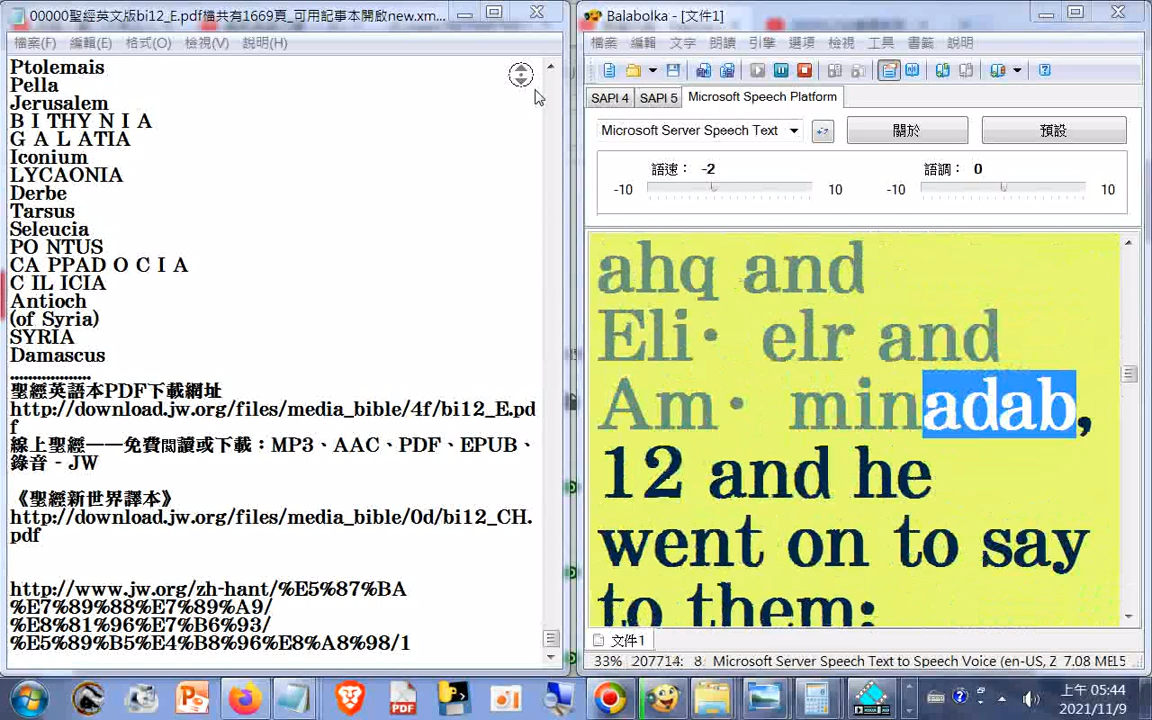 00000聖經英文版bi12_E.pdf檔共有1669頁_可用記事本開啟new.xm...
檔案(F) 編輯(E) 格式(O) 檢視(V) 說明(H)
Ptolemais
Pella
Jerusalem
B I THY N I A
G A L ATIA
Iconium
LYCAONIA
Derbe
Tarsus
Seleucia
PO NTUS
CA PPAD O C I A
C IL ICIA
Antioch
(of Syria)
SYRIA
Damascus
..................
聖經英語本PDF下載網址
http://download.jw.org/files/media_bible/4f/bi12_E.pd
f
線上聖經——免費閱讀或下載：MP3、AAC、PDF、EPUB、
錄音 - JW
《聖經新世界譯本》
http://download.jw.org/files/media_bible/0d/bi12_CH.
pdf
http://www.jw.org/zh-hant/%E5%87%BA
%E7%89%88%E7%89%A9/
%E8%81%96%E7%B6%93/
%E5%89%B5%E4%B8%96%E8%A8%98/1
Balabolka - [文件1]
檔案 編輯 文字 朗讀 引擎 選項 檢視 工具 書籤 說明
SAPI 4 SAPI 5 Microsoft Speech Platform
Microsoft Server Speech Text 關於 預設
語速： -2 語調： 0
-10 10 -10 10
ahq and
Eli· elr and
Am· minadab,
12 and he
went on to say
to them:
文件1
33% 207714: 8 Microsoft Server Speech Text to Speech Voice (en-US, Z 7.08 МЕБ
上午 05:44
2021/11/9